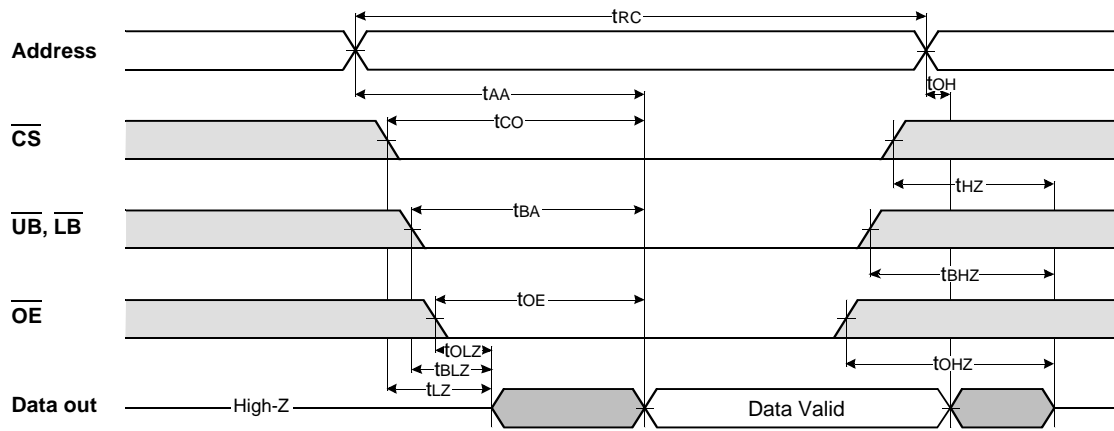 tRC
Address
tOH
tAA
CS
tCO
tHZ
UB, LB
tBA
tBHZ
OE
tOE
tOLZ
tOHZ
tBLZ
tLZ
Data out
High-Z
Data Valid